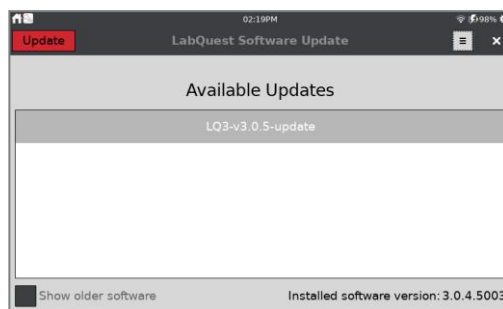 02:19PM
98%
Update
LabQuest Software Update
Available Updates
LQ3-v3.0.5-update
Show older software
Installed software version: 3.0.4.5003